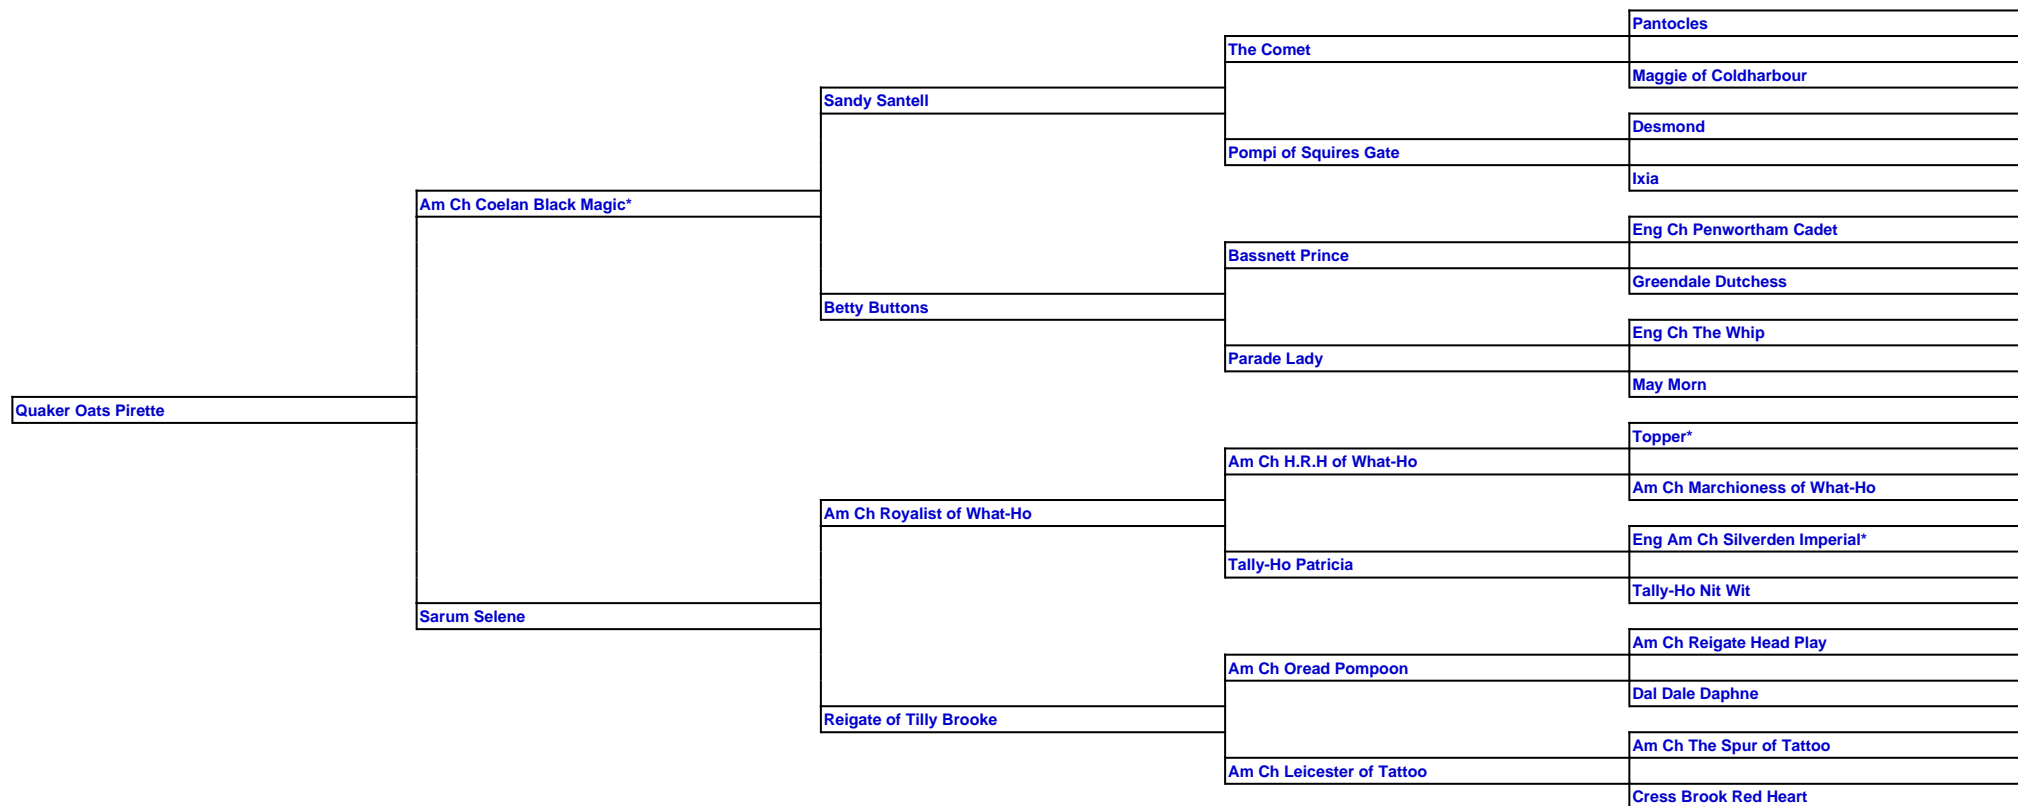 Pantocles
The Comet
Maggie of Coldharbour
Sandy Santell
Desmond
Pompi of Squires Gate
Ixia
Am Ch Coelan Black Magic*
Eng Ch Penwortham Cadet
Bassnett Prince
Greendale Dutchess
Betty Buttons
Eng Ch The Whip
Parade Lady
May Morn
Quaker Oats Pirette
Topper*
Am Ch H.R.H of What-Ho
Am Ch Marchioness of What-Ho
Am Ch Royalist of What-Ho
Eng Am Ch Silverden Imperial*
Tally-Ho Patricia
Tally-Ho Nit Wit
Sarum Selene
Am Ch Reigate Head Play
Am Ch Oread Pompoon
Dal Dale Daphne
Reigate of Tilly Brooke
Am Ch The Spur of Tattoo
Am Ch Leicester of Tattoo
Cress Brook Red Heart